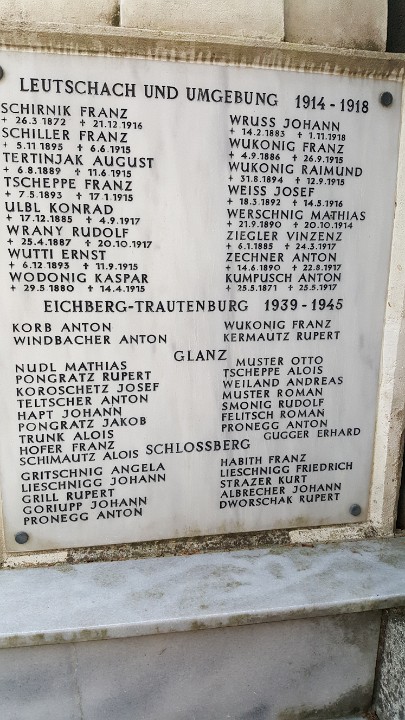 LEUTSCHACH UND UMGEBUNG 1914 - 1918
SCHIRNIK FRANZ
+ 26.3 1872 ✝ 21.12 1916
SCHILLER FRANZ
+ 5.11 1895 ✝ 6.6.1915
TERTINJAK AUGUST
+ 6.8.1889 ✝ 11.6.1915
TSCHEPPE FRANZ
+ 7.5.1893 ✝ 17 1.1915
ULBL KONRAD
+ 17.12.1885 ✝ 4.9.1917
WRANY RUDOLF
+ 25.4.1887 ✝ 20.10.1917
WUTTI ERNST
+ 6.12.1893 ✝ 11.9.1915
WODONIG KASPAR
+ 29.5 1880 ✝ 14.4.1915
WRUSS JOHANN
+ 14.2.1883 ✝ 1.11.1918
WUKONIG FRANZ
+ 4.9.1886 ✝ 26.9.1915
WUKONIG RAIMUND
+ 31.8.1894 ✝ 12.9.1915
WEISS JOSEF
+ 18.3.1892 ✝ 14.5.1916
WERSCHNIG MATHIAS
+ 21.9.1890 ✝ 20.10.1914
ZIEGLER VINZENZ
+ 6.1.1885 ✝ 24.3.1917
ZECHNER ANTON
+ 14.6.1890 ✝ 22.8.1917
KUMPUSCH ANTON
+ 25.5.1871 ✝ 25.5.1917
EICHBERG-TRAUTENBURG 1939 - 1945
KORB ANTON
WINDBACHER ANTON
WUKONIG FRANZ
KERMAUTZ RUPERT
GLANZ
NUDL MATHIAS
PONGRATZ RUPERT
KOROSCHETZ JOSEF
TELTSCHER ANTON
HAPT JOHANN
PONGRATZ JAKOB
TRUNK ALOIS
HOFER FRANZ
SCHIMAUTZ ALOIS
MUSTER OTTO
TSCHEPE ALOIS
WEILAND ANDREAS
MUSTER ROMAN
SMONIG RUDOLF
FELITSCH ROMAN
PRONEGG ANTON
GUGGER ERHARD
SCHLOSSBERG
GRITSCHNIG ANGELA
LIESCHNIGG JOHANN
GRILL RUPERT
GORIUPP JOHANN
PRONEGG ANTON
HABITH FRANZ
LIESCHNIGG FRIEDRICH
STRAZER KURT
ALBRECHER JOHANN
DWORSCHAK RUPERT